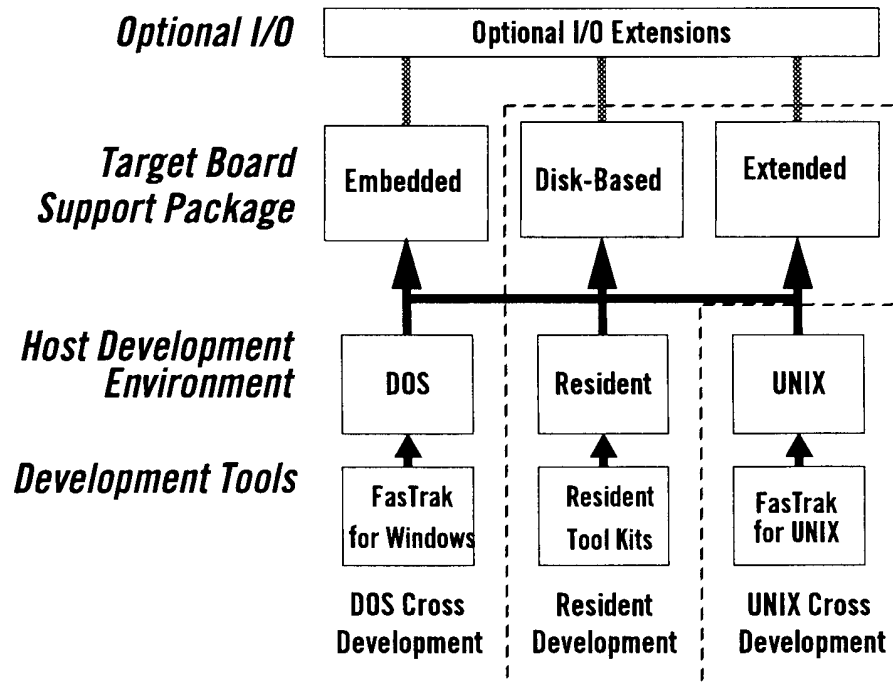 Optional I/O
Optional I/O Extensions
Target Board
Support Package
Embedded
Disk-Based
Extended
Host Development
Environment
DOS
Resident
UNIX
Development Tools
FasTrak
for Windows
Resident
Tool Kits
FasTrak
for UNIX
DOS Cross
Development
Resident
Development
UNIX Cross
Development